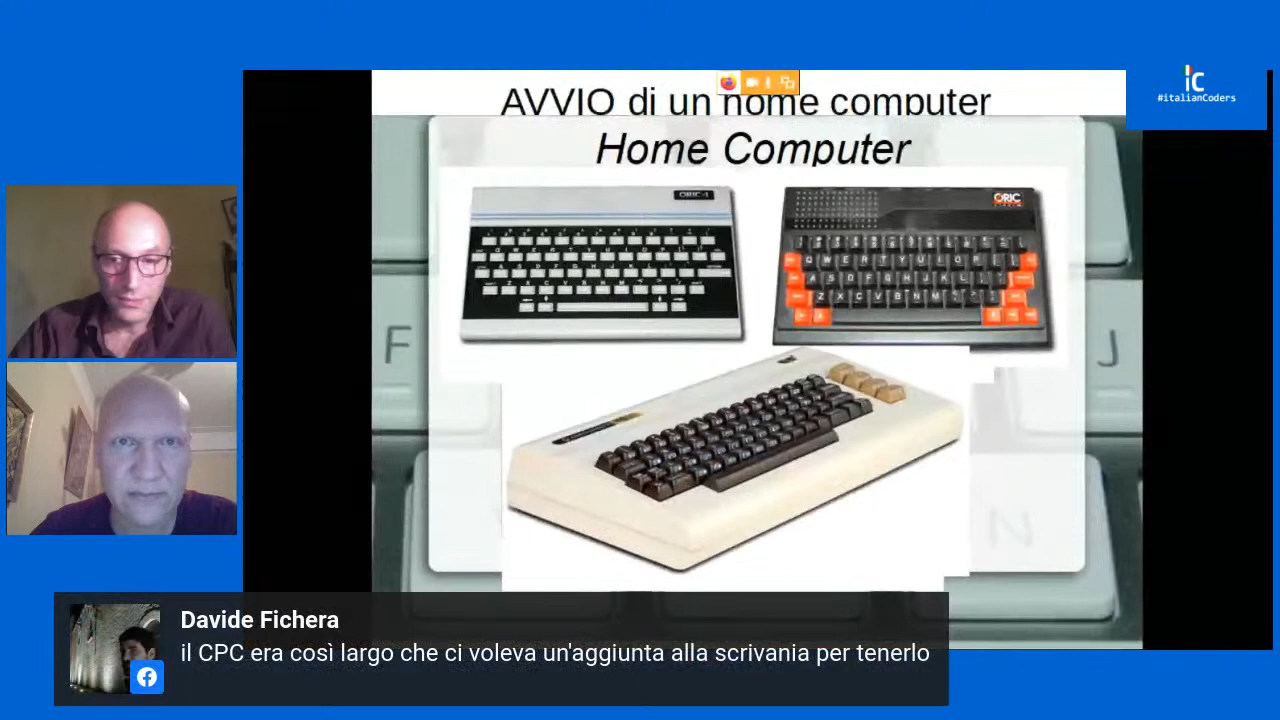 AVVIO di un home computer
Home Computer
iC
#italianCoders
ORIC-1
ORIC
Q W E R T Y U I O P
A S D F G H J K L
Z X C V B N M
F
J
N
Davide Fichera
il CPC era così largo che ci voleva un'aggiunta alla scrivania per tenerlo